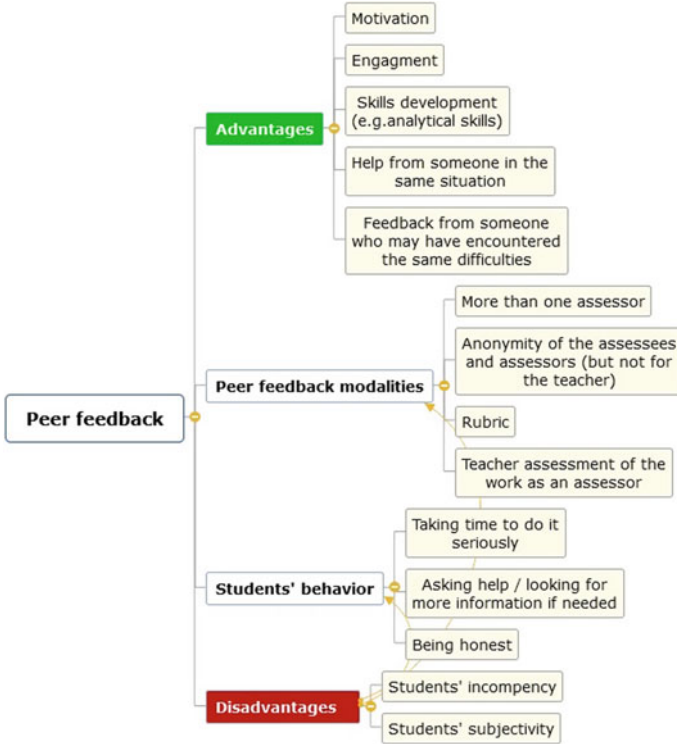 Peer feedback
Advantages
Motivation
Engagment
Skills development
(e.g.analytical skills)
Help from someone in the
same situation
Feedback from someone
who may have encountered
the same difficulties
Peer feedback modalities
More than one assessor
Anonymity of the assessees
and assessors (but not for
the teacher)
Rubric
Teacher assessment of the
work as an assessor
Students' behavior
Taking time to do it
seriously
Asking help / looking for
more information if needed
Being honest
Disadvantages
Students' incompency
Students' subjectivity